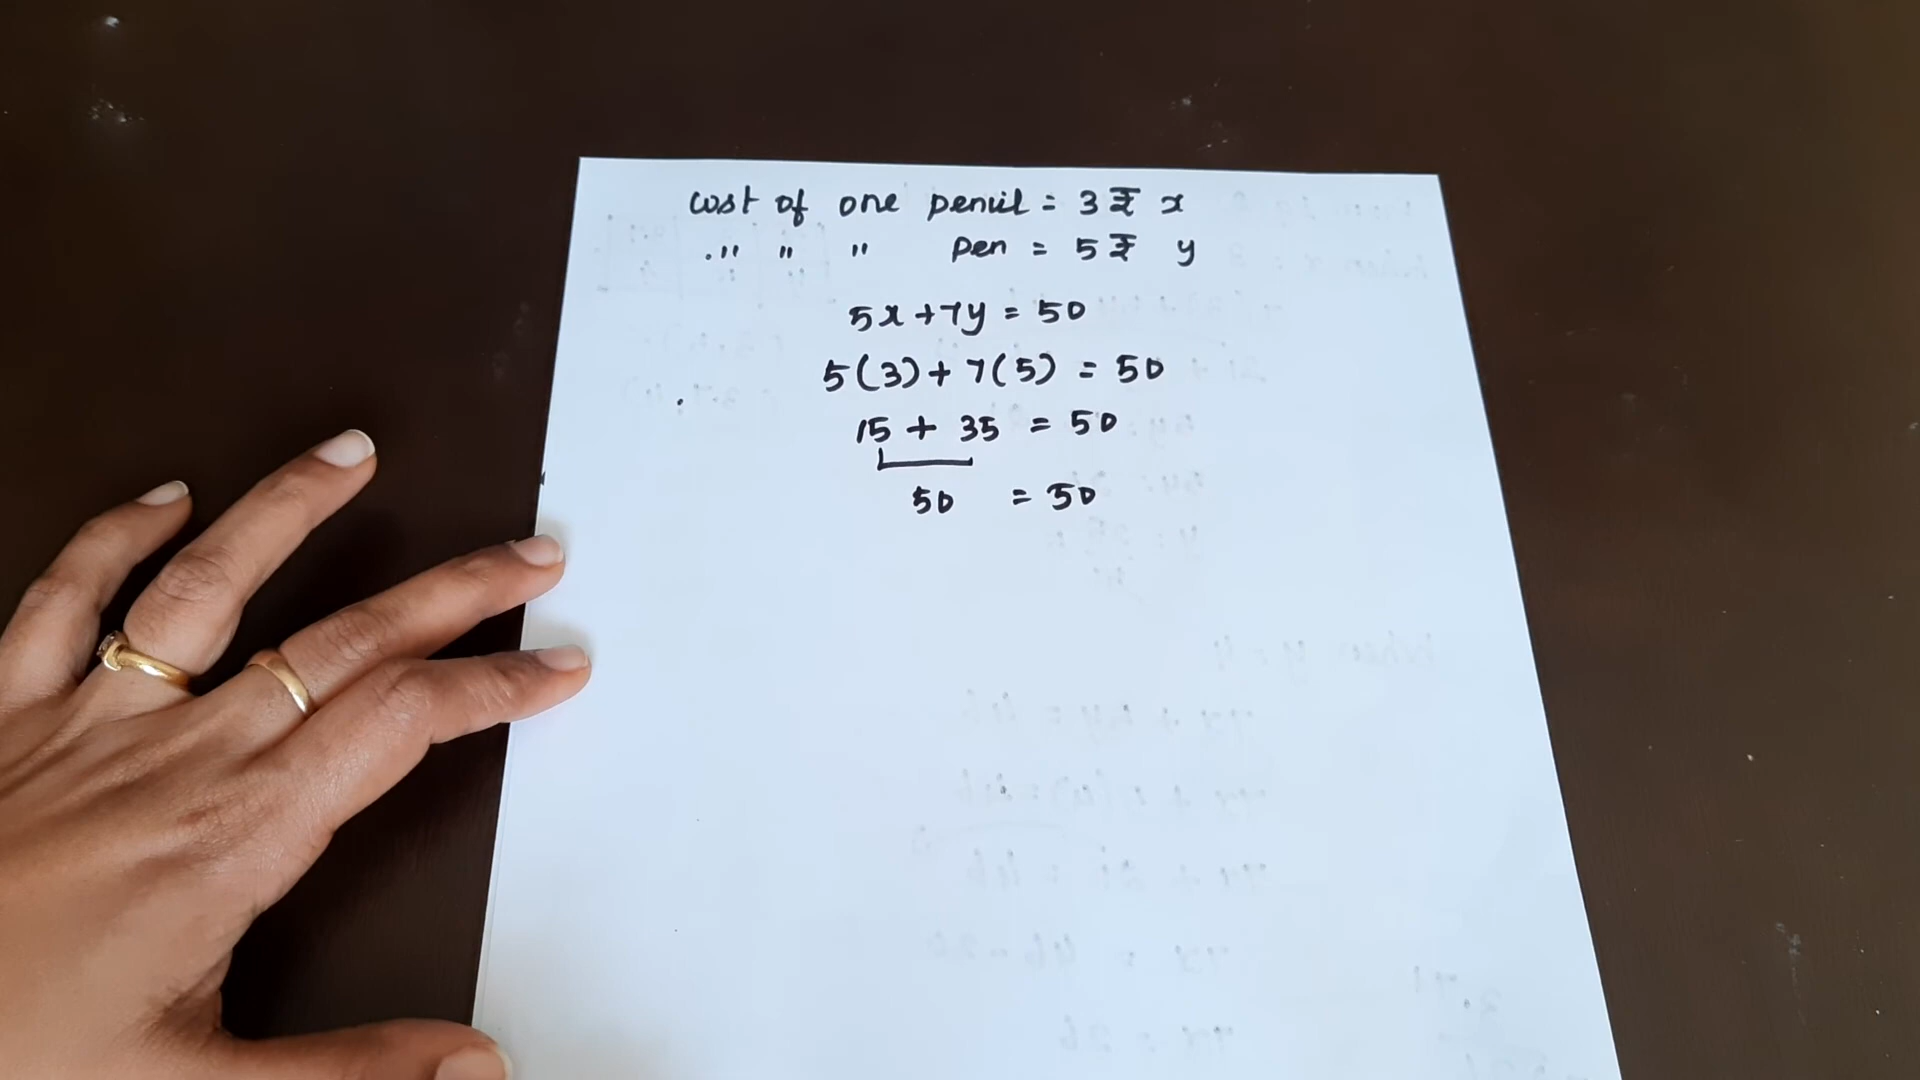 cost of one pencil = 3 ₹ x
." " " pen = 5 ₹ y
5x + 7y = 50
5(3) + 7(5) = 50
15 + 35 = 50
50 = 50